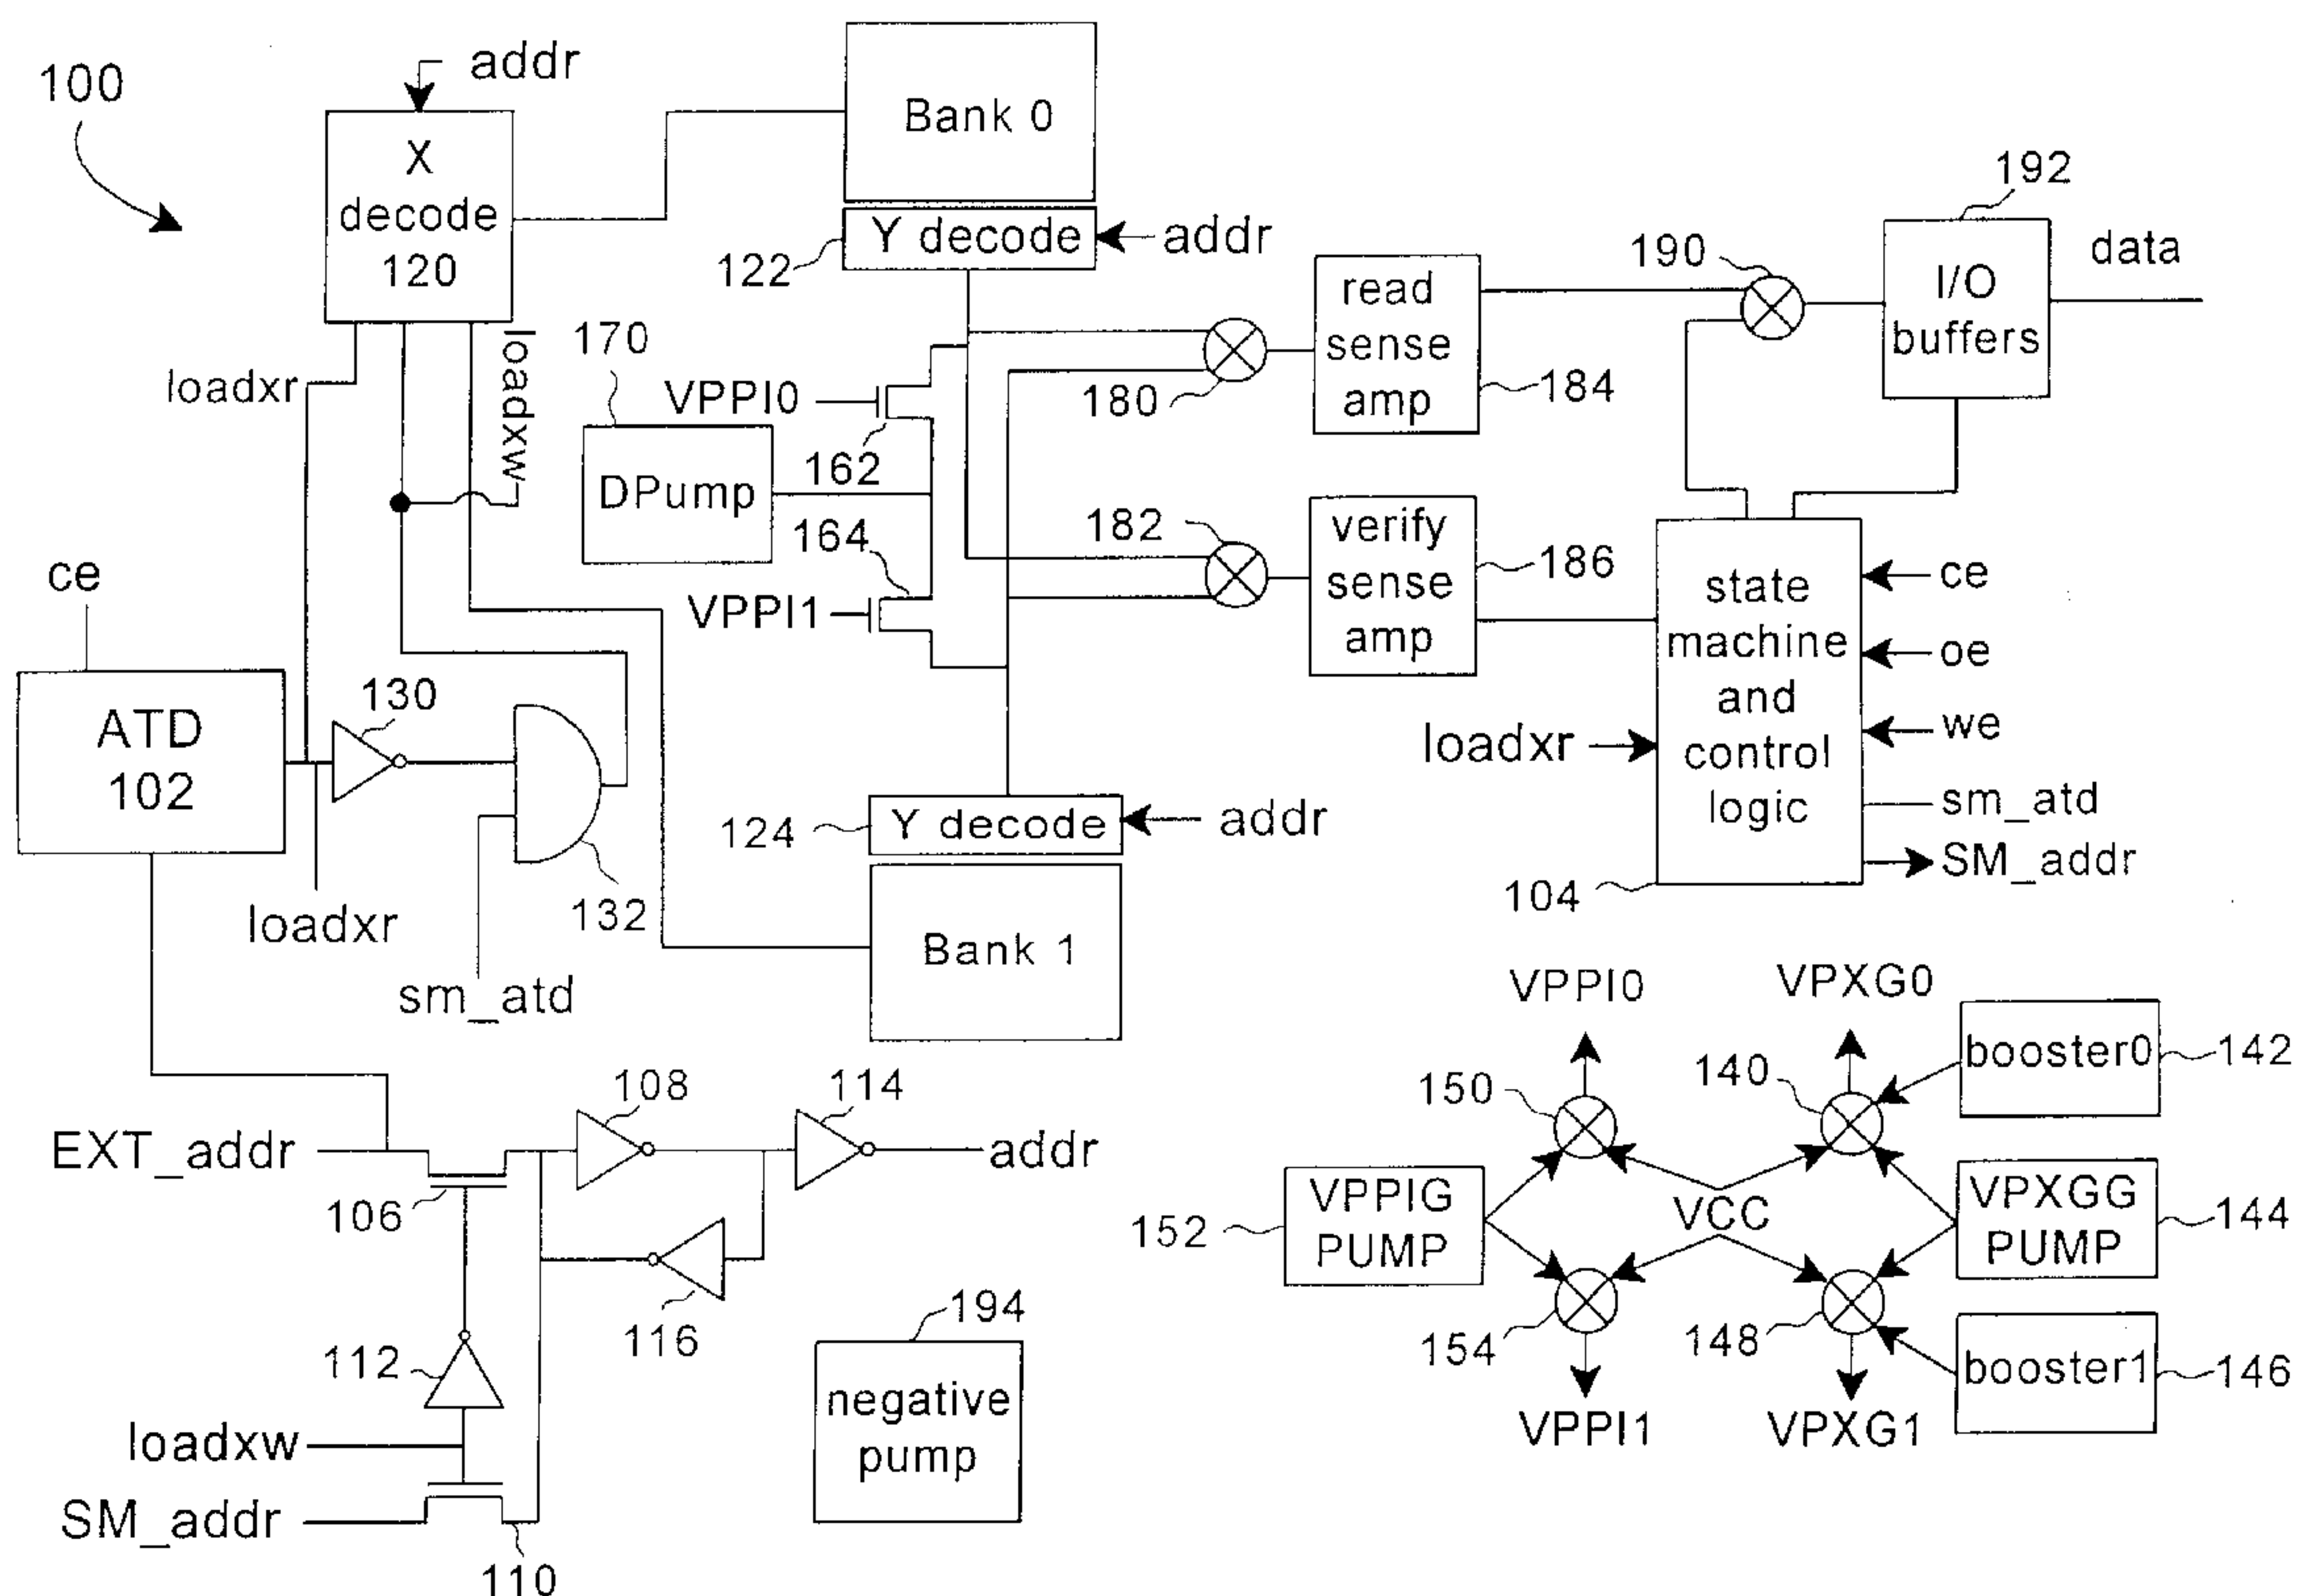 100
addr
X
decode
120
Bank 0
Y decode
122
addr
192
190
data
I/O
buffers
read
sense
amp
180
184
170
VPPI0
162
DPump
164
VPPI1
loadxr
loadxw
182
verify
sense
amp
186
ce
ATD
102
130
132
loadxr
sm_atd
state
machine
and
control
logic
ce
oe
we
sm_atd
SM_addr
loadxr
104
Y decode
124
addr
Bank 1
EXT_addr
106
108
114
addr
116
112
loadxw
SM_addr
110
194
negative
pump
VPPI0
VPXG0
150
140
booster0
142
152
VPPIG
PUMP
VCC
VPXGG
PUMP
144
154
148
booster1
146
VPPI1
VPXG1